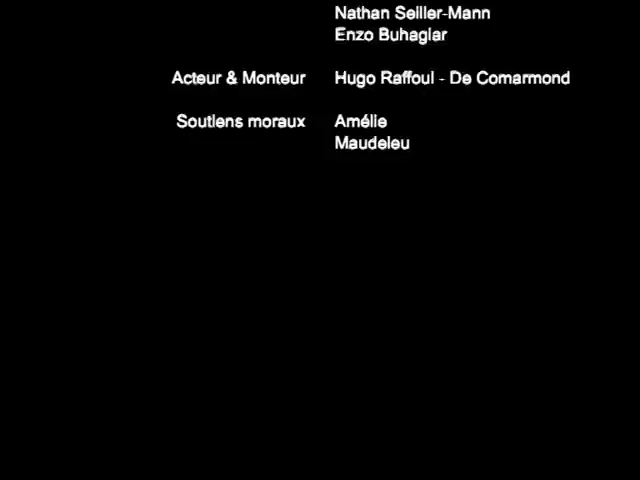 Nathan Seiller-Mann
Enzo Buhagiar
Acteur & Monteur Hugo Raffoul - De Comarmond
Soutiens moraux Amélie
Maudeleu